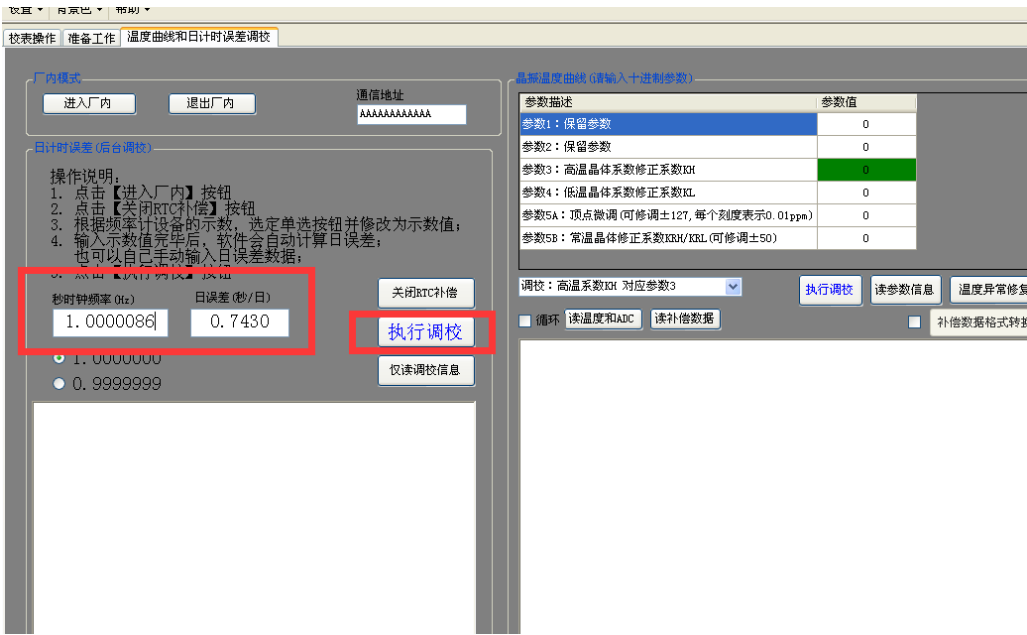 设置 背景色 帮助
校表操作 准备工作 温度曲线和日计时误差调校
厂内模式
进入厂内 退出厂内
通信地址
AAAAAAAAAAAA
日计时误差(后台调校)
操作说明:
1. 点击【进入厂内】按钮
2. 点击【关闭RTC补偿】按钮
3. 根据频率计设备的示数，选定单选按钮并修改为示数值;
4. 输入示数值完毕后，软件会自动计算日误差;
也可以自己手动输入日误差数据;
5. 点击【执行调校】按钮
秒时钟频率(Hz) 日误差(秒/日)
1.0000086 0.7430
关闭RTC补偿
执行调校
仅读调校信息
1.0000000
0.9999999
晶振温度曲线(请输入十进制参数)
参数描述 参数值
参数1：保留参数 0
参数2：保留参数 0
参数3：高温晶体系数修正系数KH 0
参数4：低温晶体系数修正系数KL 0
参数5A：顶点微调(可修调±127,每个刻度表示0.01ppm) 0
参数5B：常温晶体修正系数KRH/KRL(可修调±50) 0
调校：高温系数KH 对应参数3 执行调校 读参数信息 温度异常修复
循环 读温度和ADC 读补偿数据 补偿数据格式转换